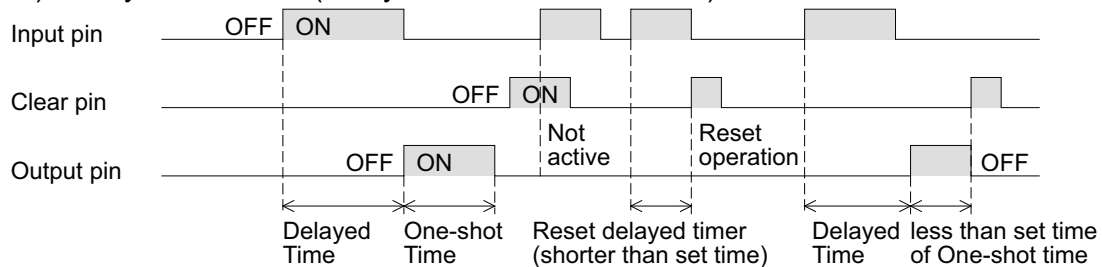 Input pin OFF ON
Clear pin OFF ON
Not active
Reset operation
Output pin OFF ON OFF
Delayed Time
One-shot Time
Reset delayed timer (shorter than set time)
Delayed Time
less than set time of One-shot time